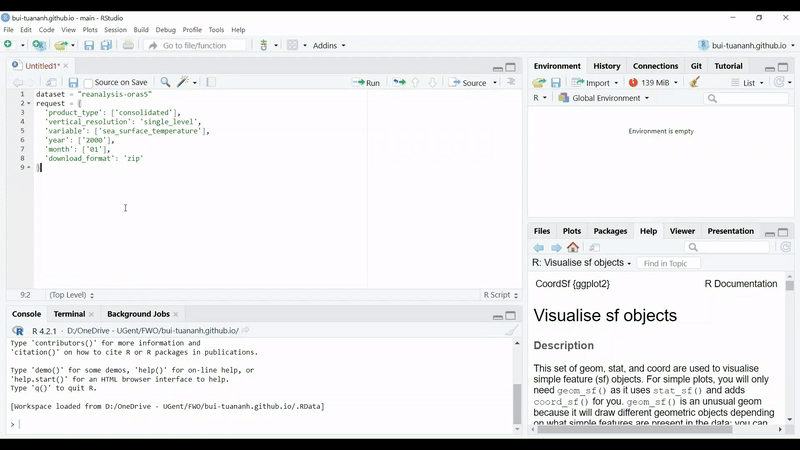 bui-tuananh.github.io - main - RStudio
File Edit Code View Plots Session Build Debug Profile Tools Help
Go to file/function
Addins
bui-tuananh.github.io
Untitled1*
Source on Save
Run
Source
1 dataset = "reanalysis-oras5"
2 request = {
3 'product_type': ['consolidated'],
4 'vertical_resolution': 'single_level',
5 'variable': ['sea_surface_temperature'],
6 'year': ['2000'],
7 'month': ['01'],
8 'download_format': 'zip'
9 }
9:2 (Top Level) R Script
Console Terminal Background Jobs
R 4.2.1 · D:/OneDrive - UGent/FWO/bui-tuananh.github.io/
Type 'contributors()' for more information and
'citation()' on how to cite R or R packages in publications.
Type 'demo()' for some demos, 'help()' for on-line help, or
'help.start()' for an HTML browser interface to help.
Type 'q()' to quit R.
[Workspace loaded from D:/OneDrive - UGent/FWO/bui-tuananh.github.io/.RData]
>
Environment History Connections Git Tutorial
Import 139 MiB List
R Global Environment
Environment is empty
Files Plots Packages Help Viewer Presentation
R: Visualise sf objects Find in Topic
CoordSf {ggplot2} R Documentation
Visualise sf objects
Description
This set of geom, stat, and coord are used to visualise
simple feature (sf) objects. For simple plots, you will only
need geom_sf() as it uses stat_sf() and adds
coord_sf() for you. geom_sf() is an unusual geom
because it will draw different geometric objects depending
on what simple features are present in the data: you can